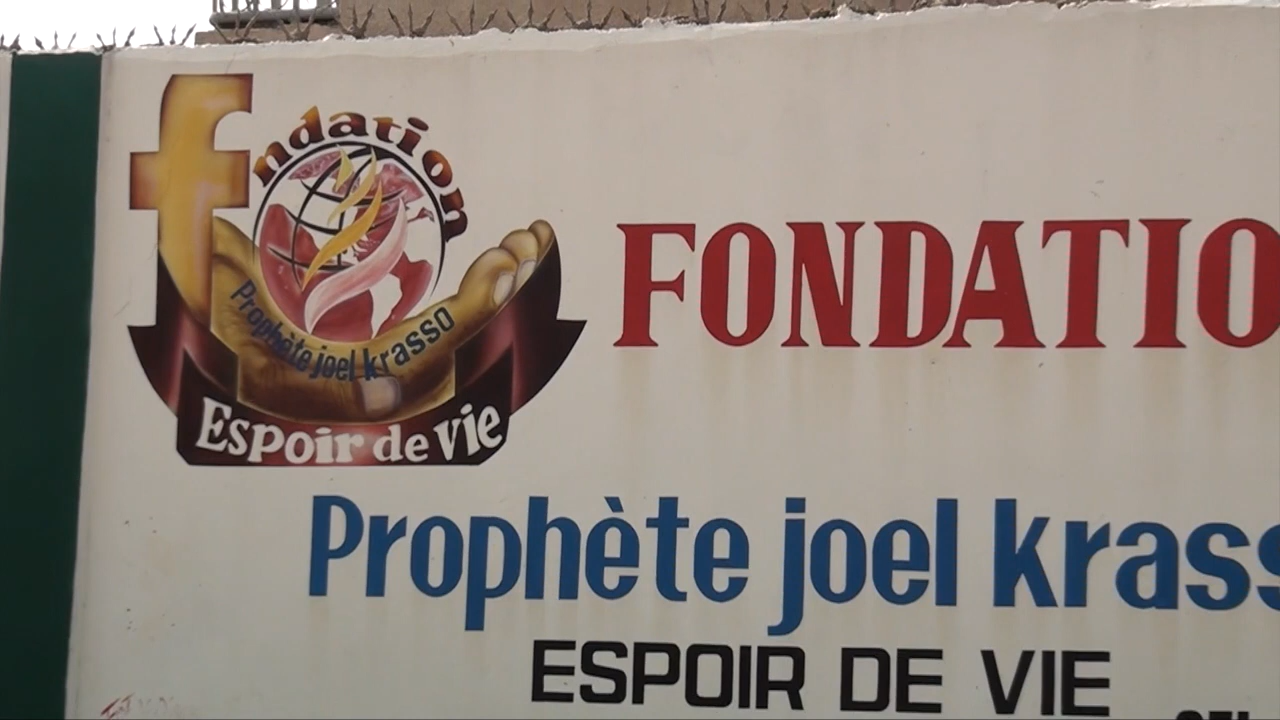 fondation
Prophète joel krasso
Espoir de Vie
FONDATIO
Prophète joel krass
ESPOIR DE VIE